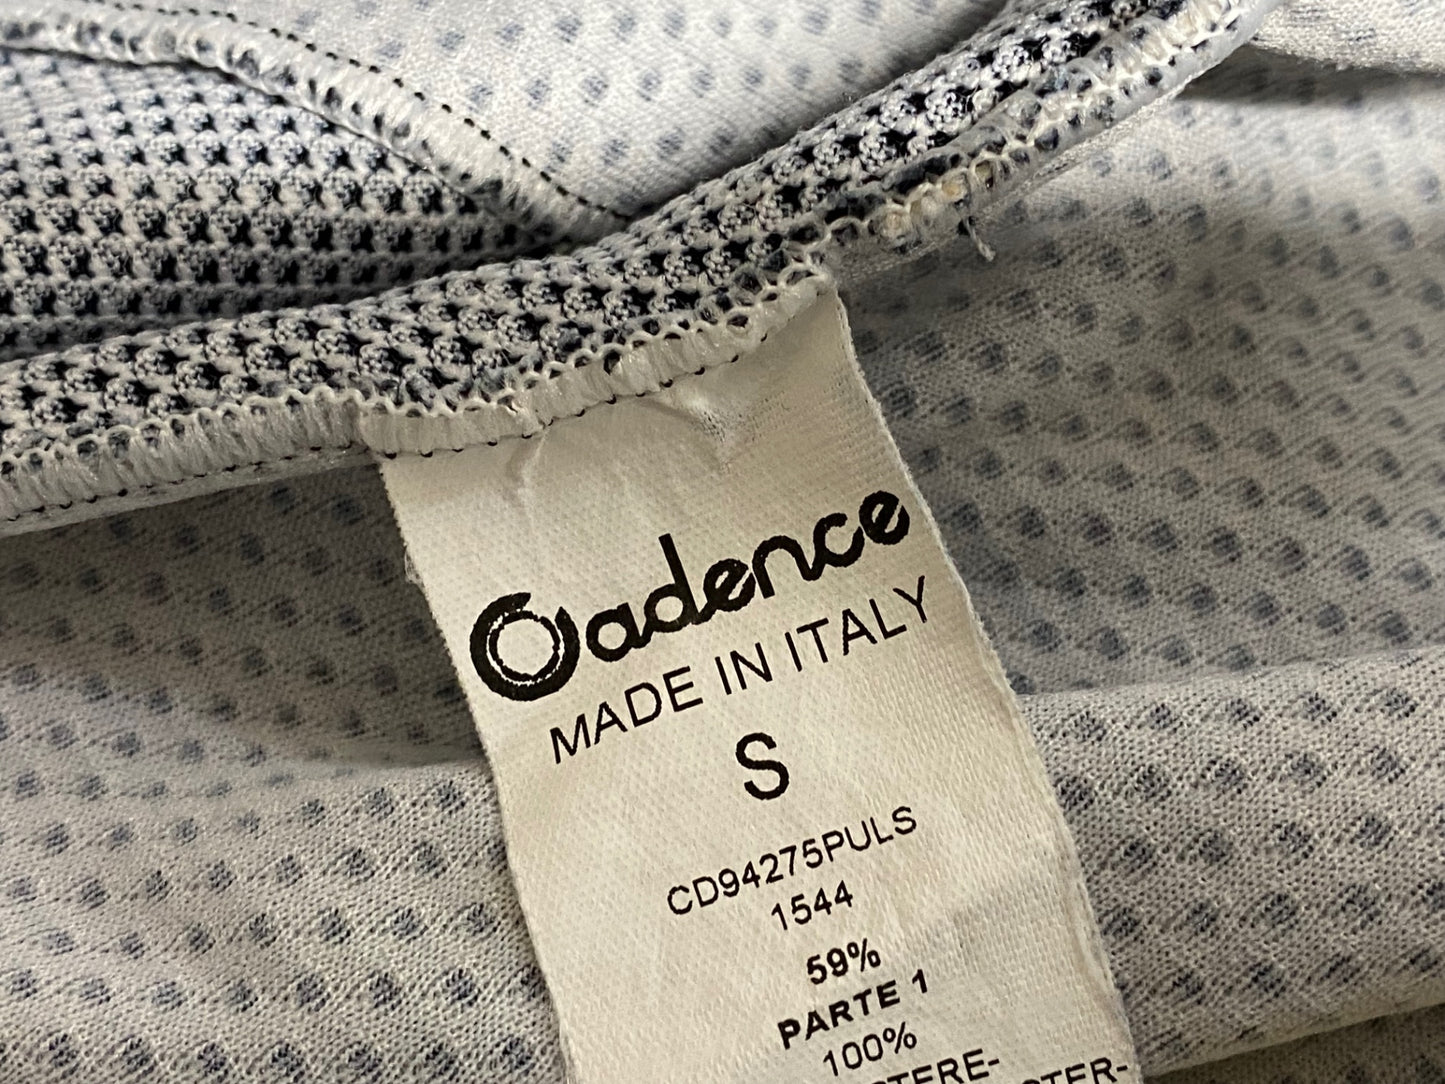 Cadence
MADE IN ITALY
S
CD94275PULS
1544
59%
PARTE 1
100%